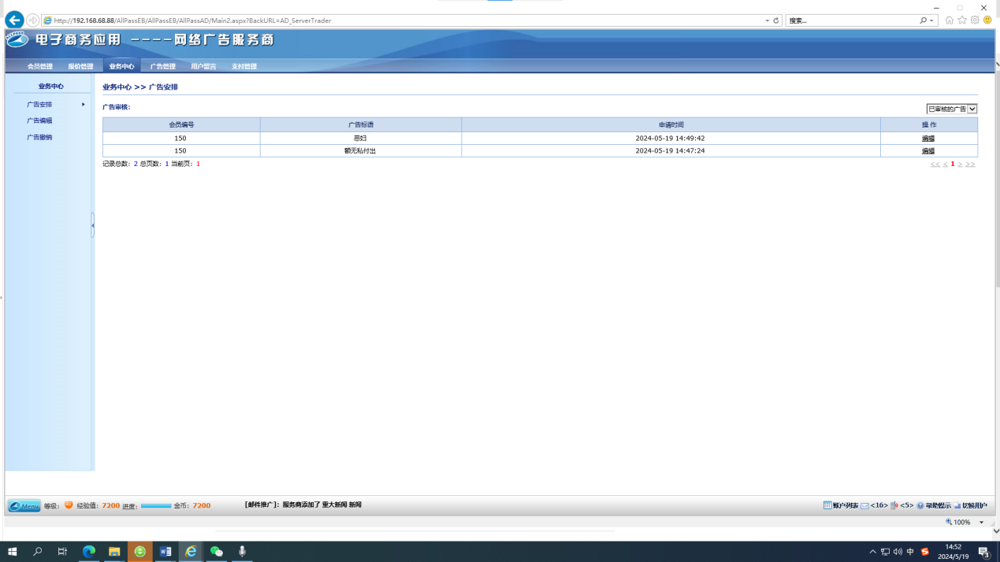 http://192.168.68.88/AllPassEB/AllPassEB/AllPassAD/Main2.aspx?BackURL=AD_ServerTrader
搜索...
电子商务应用 ----网络广告服务商
会员管理 报价管理 业务中心 广告管理 用户留言 支付管理
业务中心
广告安排
广告编辑
广告撤销
业务中心 >> 广告安排
广告审核:
已审核的广告
会员编号 广告标语 申请时间 操 作
150 恶妇 2024-05-19 14:49:42 编辑
150 额无私付出 2024-05-19 14:47:24 编辑
记录总数: 2 总页数: 1 当前页: 1
<< < 1 > >>
Menu 等级: 经验值: 7200 进度: 金币: 7200 [邮件推广]: 服务商添加了 重大新闻 新闻 账户列表 <16> <5> 帮助提示 切换用户
100%
中 14:52
2024/5/19
3